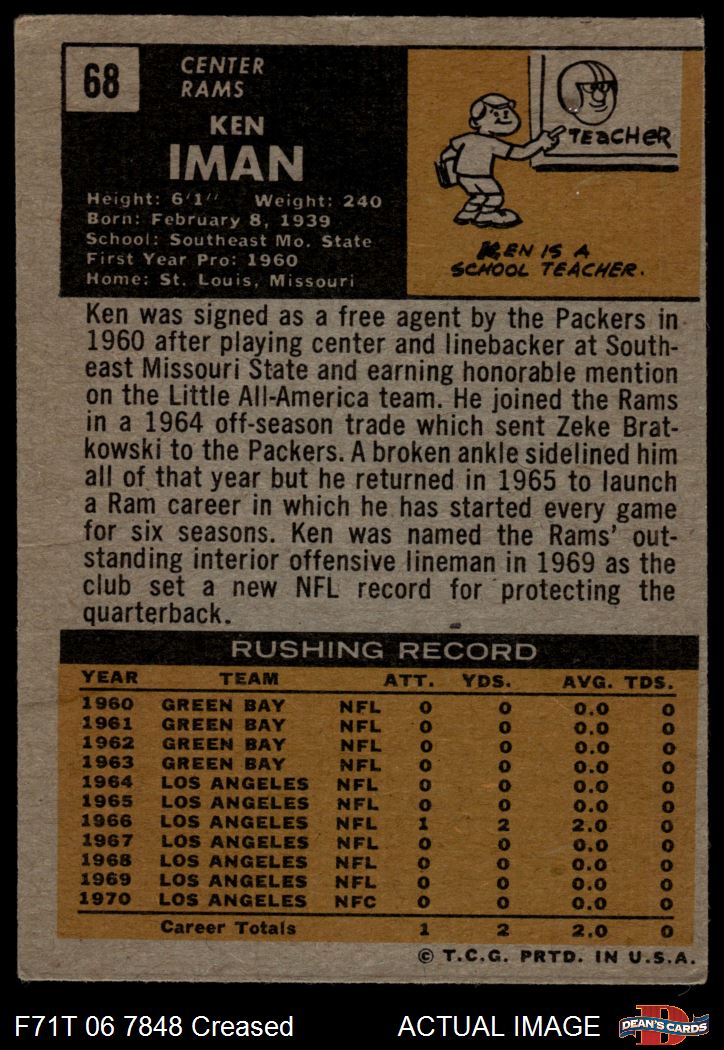 68
CENTER
RAMS
KEN
IMAN
Height: 6'1" Weight: 240
Born: February 8, 1939
School: Southeast Mo. State
First Year Pro: 1960
Home: St. Louis, Missouri
TEACHER
KEN IS A
SCHOOL TEACHER.
Ken was signed as a free agent by the Packers in
1960 after playing center and linebacker at South-
east Missouri State and earning honorable mention
on the Little All-America team. He joined the Rams
in a 1964 off-season trade which sent Zeke Brat-
kowski to the Packers. A broken ankle sidelined him
all of that year but he returned in 1965 to launch
a Ram career in which he has started every game
for six seasons. Ken was named the Rams' out-
standing interior offensive lineman in 1969 as the
club set a new NFL record for protecting the
quarterback.
RUSHING RECORD
YEAR TEAM ATT. YDS. AVG. TDS.
1960 GREEN BAY NFL 0 0 0.0 0
1961 GREEN BAY NFL 0 0 0.0 0
1962 GREEN BAY NFL 0 0 0.0 0
1963 GREEN BAY NFL 0 0 0.0 0
1964 LOS ANGELES NFL 0 0 0.0 0
1965 LOS ANGELES NFL 0 0 0.0 0
1966 LOS ANGELES NFL 1 2 2.0 0
1967 LOS ANGELES NFL 0 0 0.0 0
1968 LOS ANGELES NFL 0 0 0.0 0
1969 LOS ANGELES NFL 0 0 0.0 0
1970 LOS ANGELES NFC 0 0 0.0 0
Career Totals 1 2 2.0 0
© T.C.G. PRTD. IN U.S.A.
F71T 06 7848 Creased ACTUAL IMAGE
D
DEAN'S CARDS